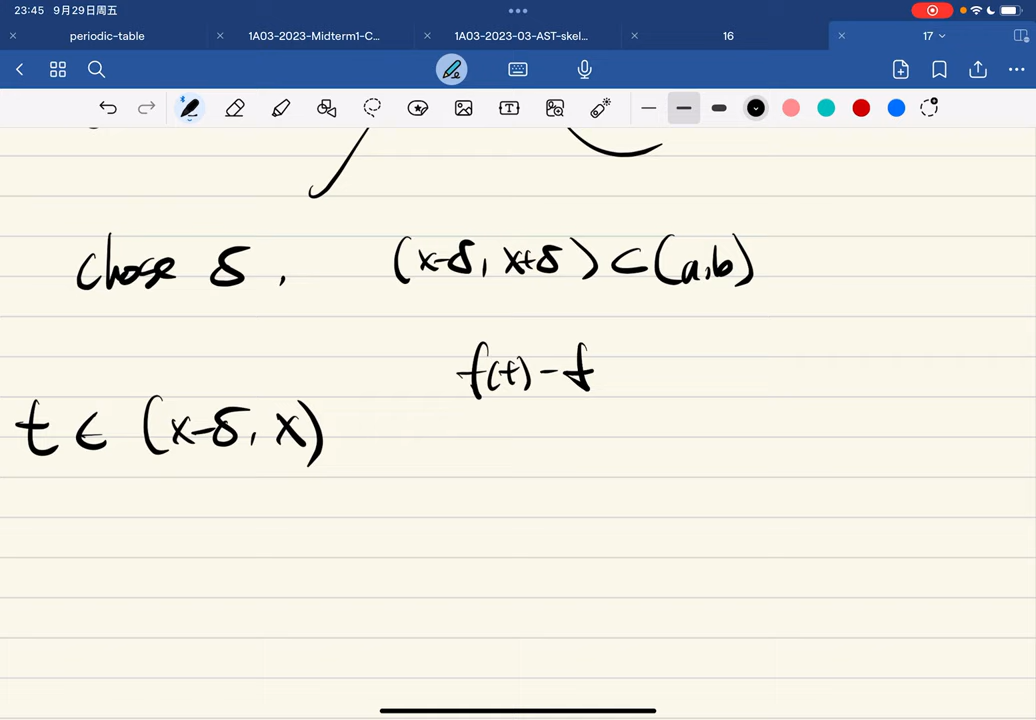 23:45 9月29日周五
periodic-table
1A03-2023-Midterm1-C...
1A03-2023-03-AST-skel...
16
17
chose δ , (x-δ, x+δ) ⊂ (a,b)
f(t) - f
t ∈ (x-δ, x)